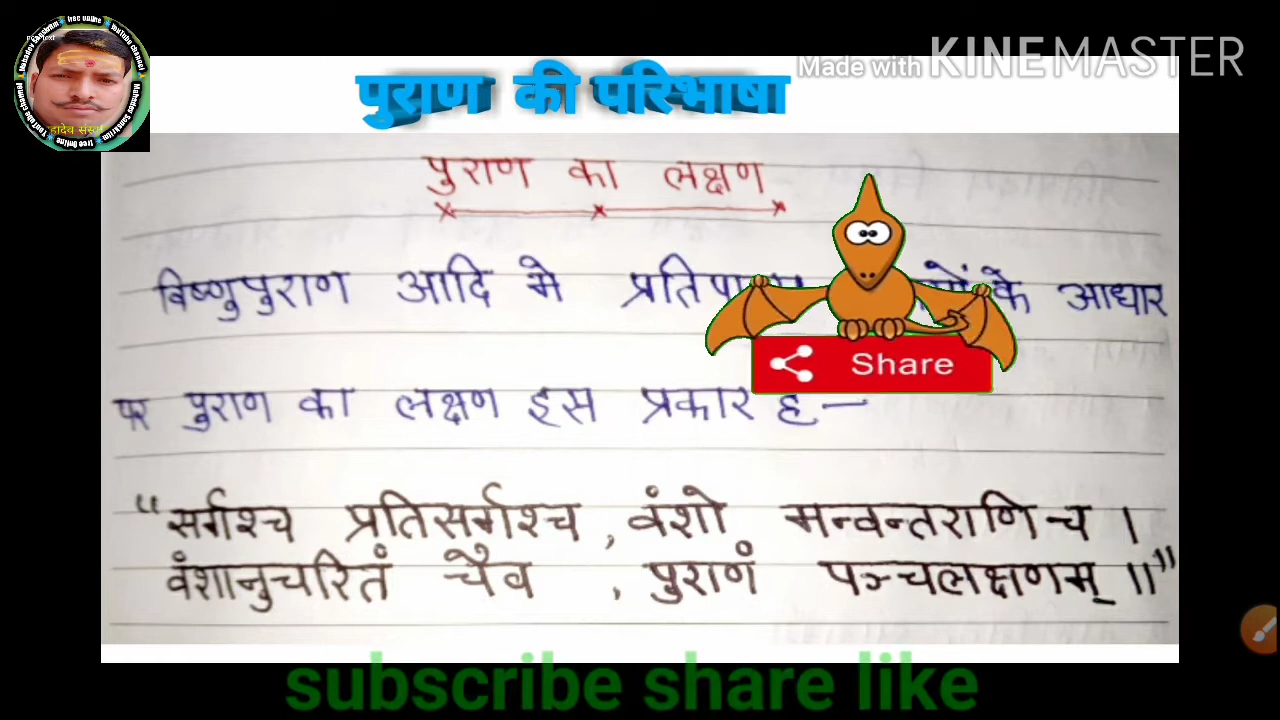 Made with KINEMASTER
पुराण की परिभाषा
पुराण का लक्षण
विष्णुपुराण आदि मे के आधार
Share
पर पुराण का लक्षण इस प्रकार है —
“सर्गश्च प्रतिसर्गश्च , वंशो मन्वन्तराणि च ।
वंशानुचरितं चैव , पुराणं पञ्चलक्षणम् ॥”
subscribe share like